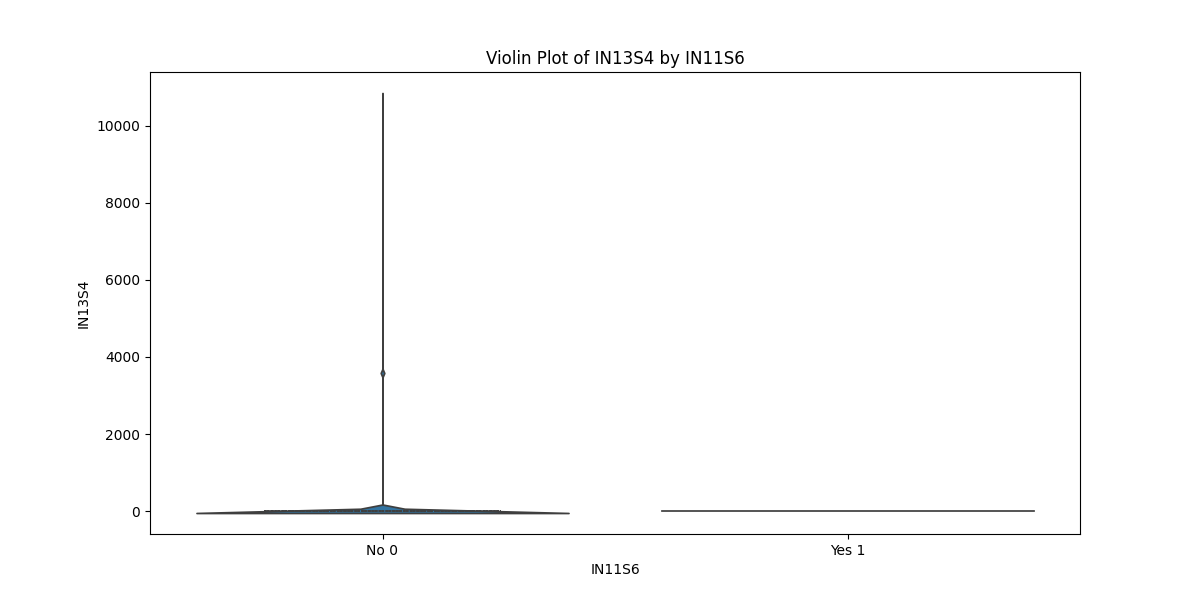 Violin Plot of IN13S4 by IN11S6
10000
8000
6000
4000
2000
0
IN13S4
No 0
Yes 1
IN11S6